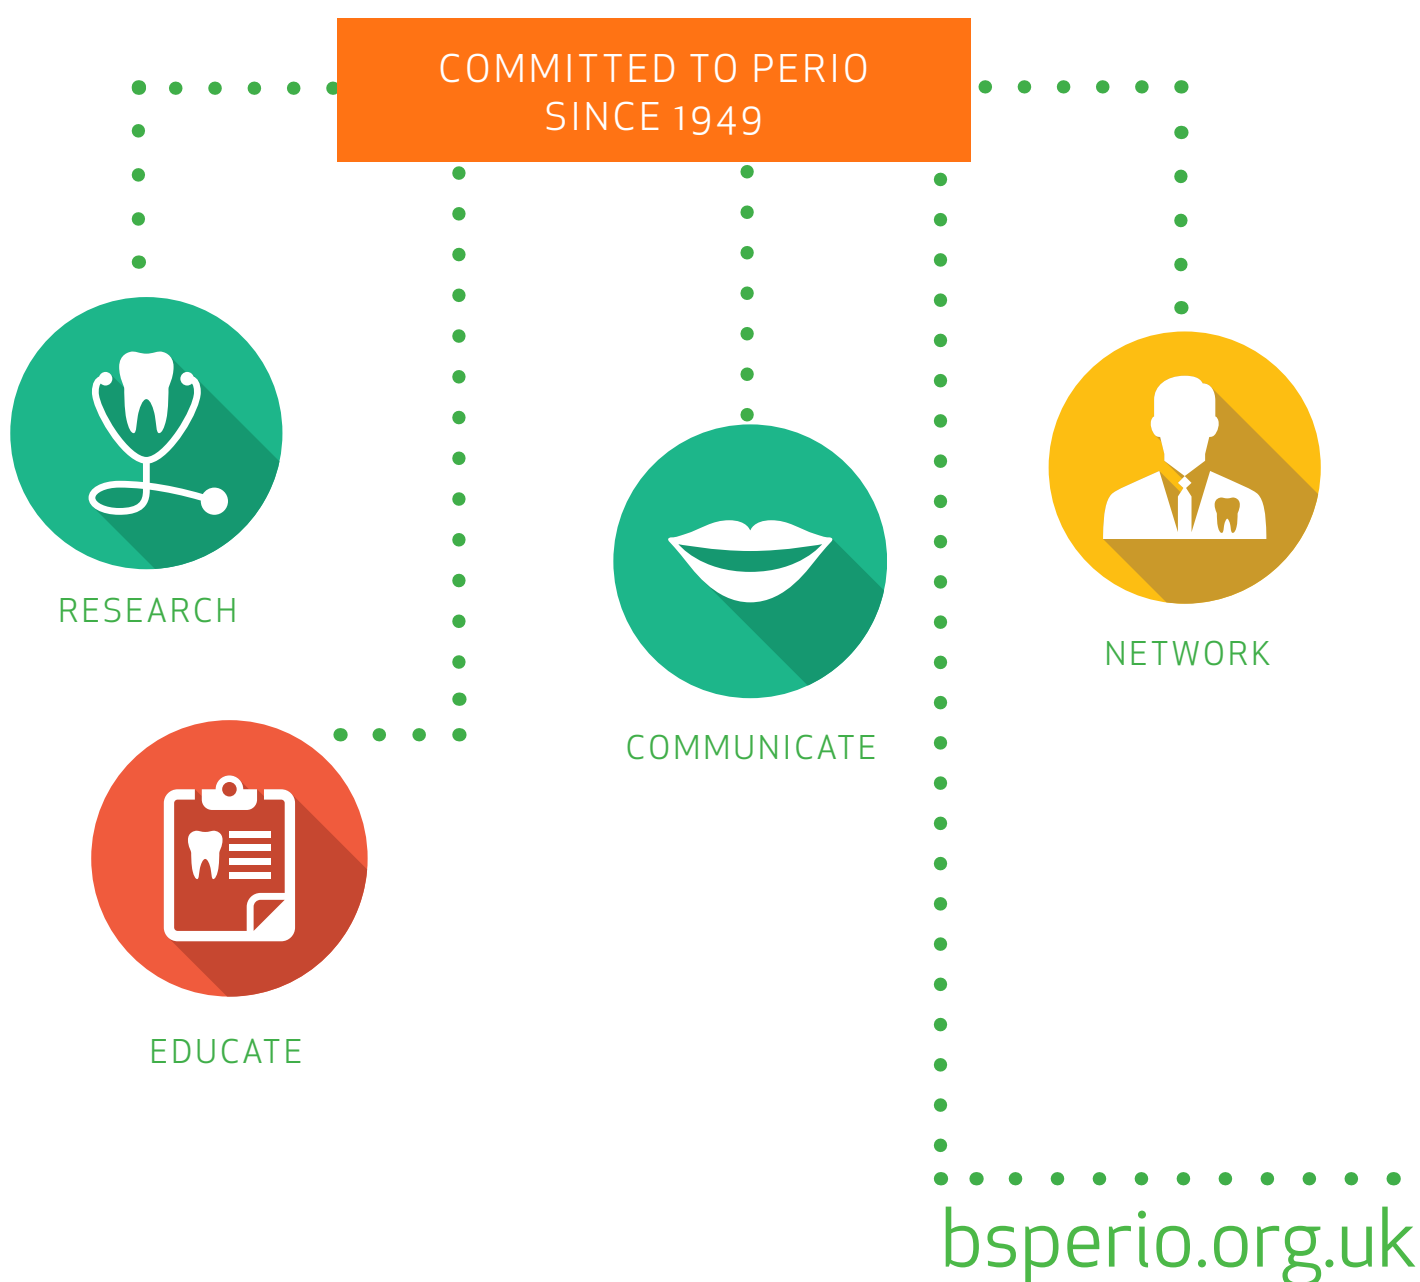 COMMITTED TO PERIO
SINCE 1949
RESEARCH
NETWORK
COMMUNICATE
EDUCATE
bsperio.org.uk